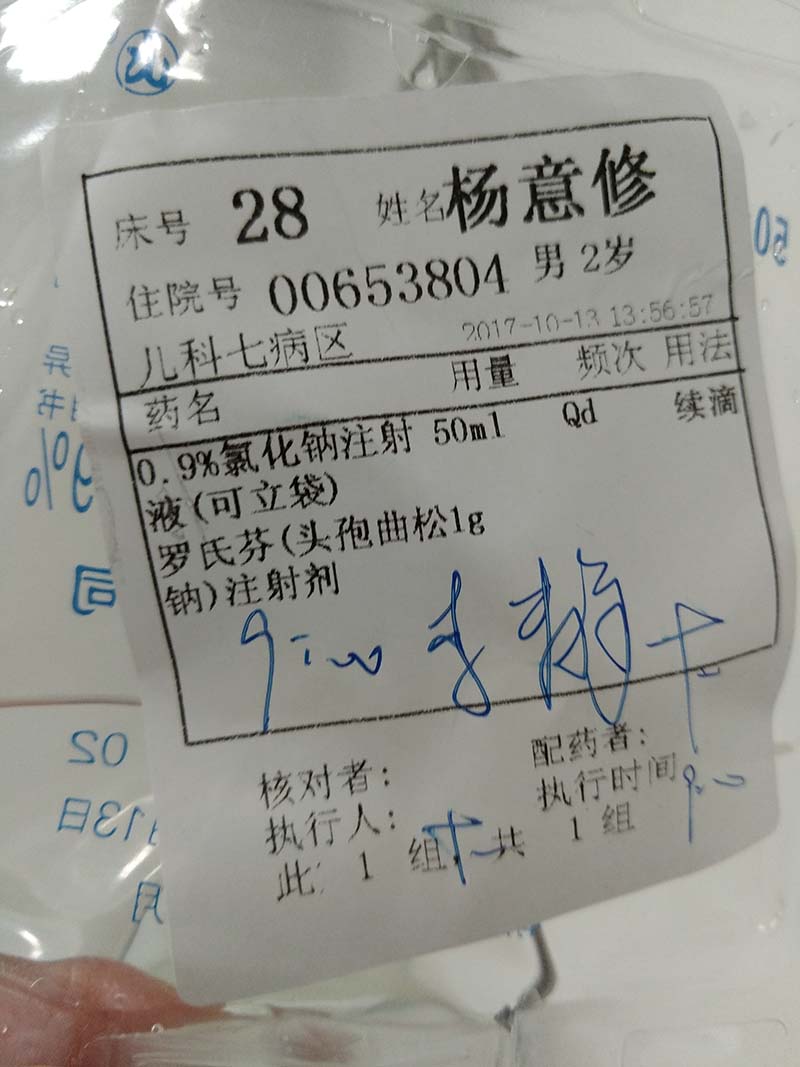 床号 28 姓名 杨意修
住院号 00653804 男 2岁
儿科七病区 2017-10-13 13:56:57
药名 用量 频次 用法
0.9%氯化钠注射 50ml Qd 续滴
液(可立袋)
罗氏芬(头孢曲松1g
钠)注射剂
9:00
核对者: 配药者:
执行人: 执行时间
此: 1 组 共 1 组